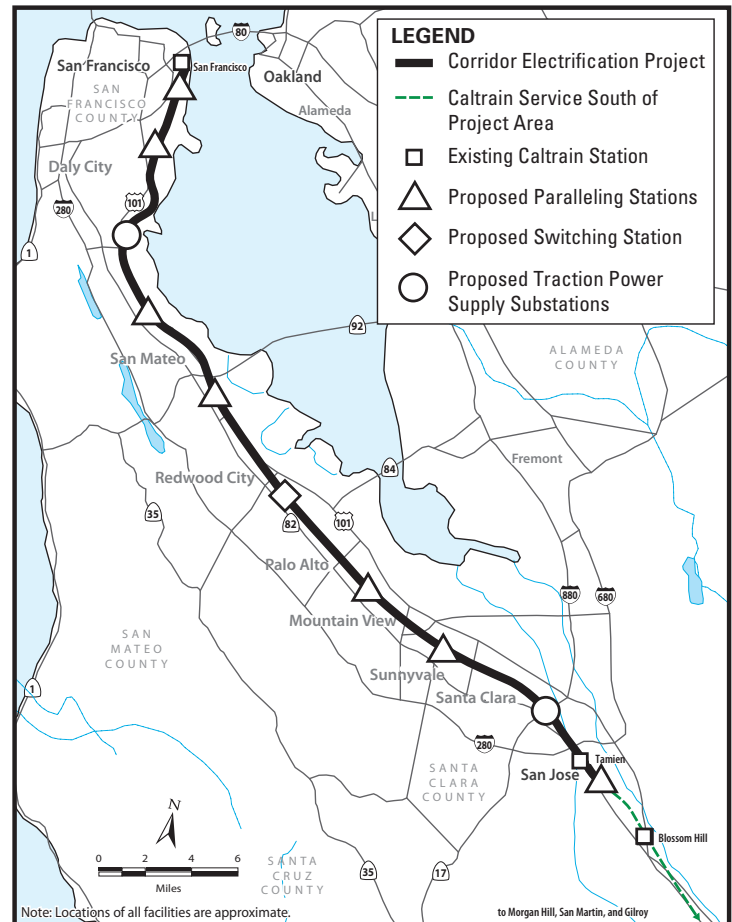 LEGEND
Corridor Electrification Project
Caltrain Service South of
Project Area
Existing Caltrain Station
Proposed Paralleling Stations
Proposed Switching Station
Proposed Traction Power
Supply Substations
80
San Francisco
San Francisco
Oakland
SAN
FRANCISCO
COUNTY
Alameda
Daly City
101
280
1
92
San Mateo
ALAMEDA
COUNTY
Fremont
84
Redwood City
35
82
101
Palo Alto
880
680
Mountain View
SAN
MATEO
COUNTY
Sunnyvale
1
Santa Clara
280
Tamien
San Jose
SANTA
CLARA
COUNTY
N
Blossom Hill
0 2 4 6
Miles
SANTA
CRUZ
COUNTY
35
17
Note: Locations of all facilities are approximate.
to Morgan Hill, San Martin, and Gilroy